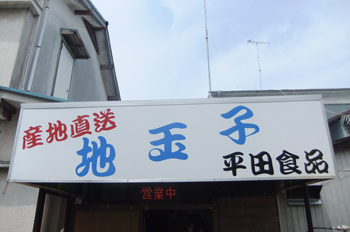 産地直送
地玉子
平田食品
営業中